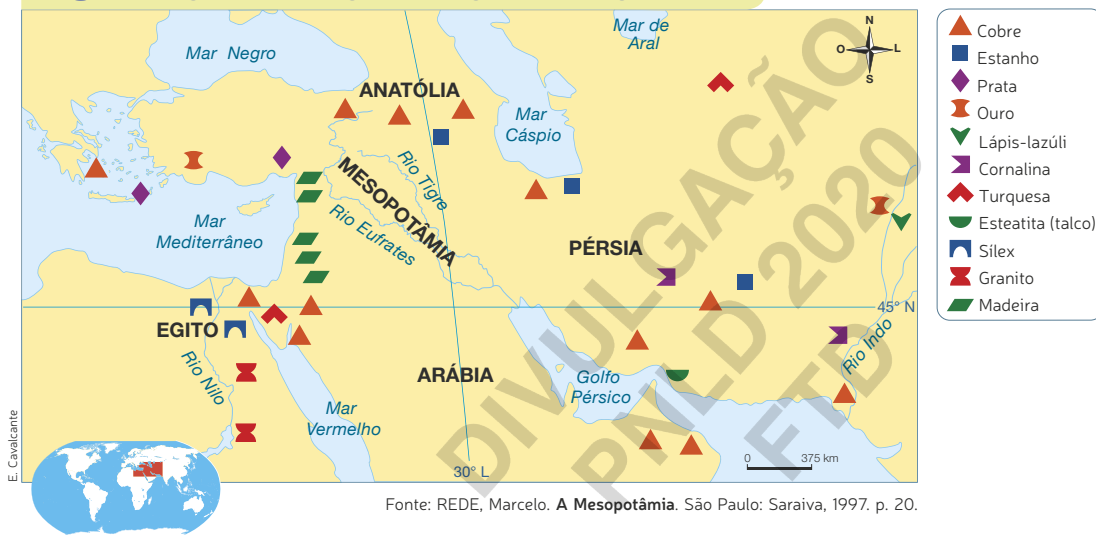 Mar de
Aral
Mar Negro
N
O
L
S
ANATÓLIA
Mar
Cáspio
Rio Tigre
MESOPOTÂMIA
Rio Eufrates
Mar
Mediterrâneo
PÉRSIA
45° N
EGITO
Rio Indo
Rio Nilo
ARÁBIA
Golfo
Pérsico
Mar
Vermelho
30° L
0
375 km
DIVULGAÇÃO
PNLD 2020
FTD
Cobre
Estanho
Prata
Ouro
Lápis-lazúli
Cornalina
Turquesa
Esteatita (talco)
Sílex
Granito
Madeira
E. Cavalcante
Fonte: REDE, Marcelo. A Mesopotâmia. São Paulo: Saraiva, 1997. p. 20.